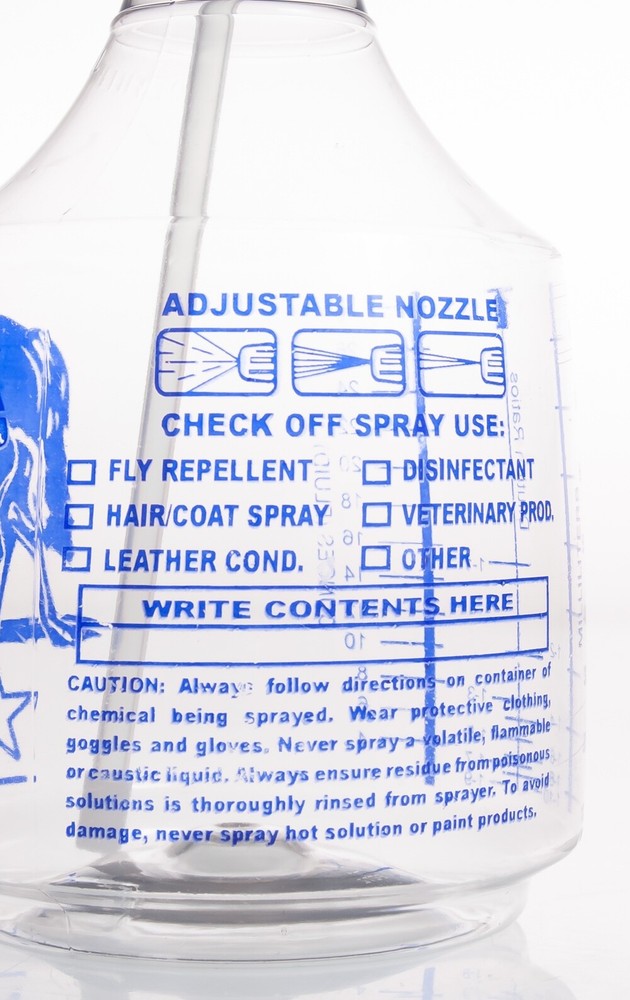 ADJUSTABLE NOZZLE
CHECK OFF SPRAY USE:
FLY REPELLENT DISINFECTANT
HAIR/COAT SPRAY VETERINARY PROD.
LEATHER COND. OTHER
WRITE CONTENTS HERE
CAUTION: Always follow directions on container of
chemical being sprayed. Wear protective clothing,
goggles and gloves. Never spray a volatile, flammable
or caustic liquid. Always ensure residue from poisonous
solutions is thoroughly rinsed from sprayer. To avoid
damage, never spray hot solution or paint products.